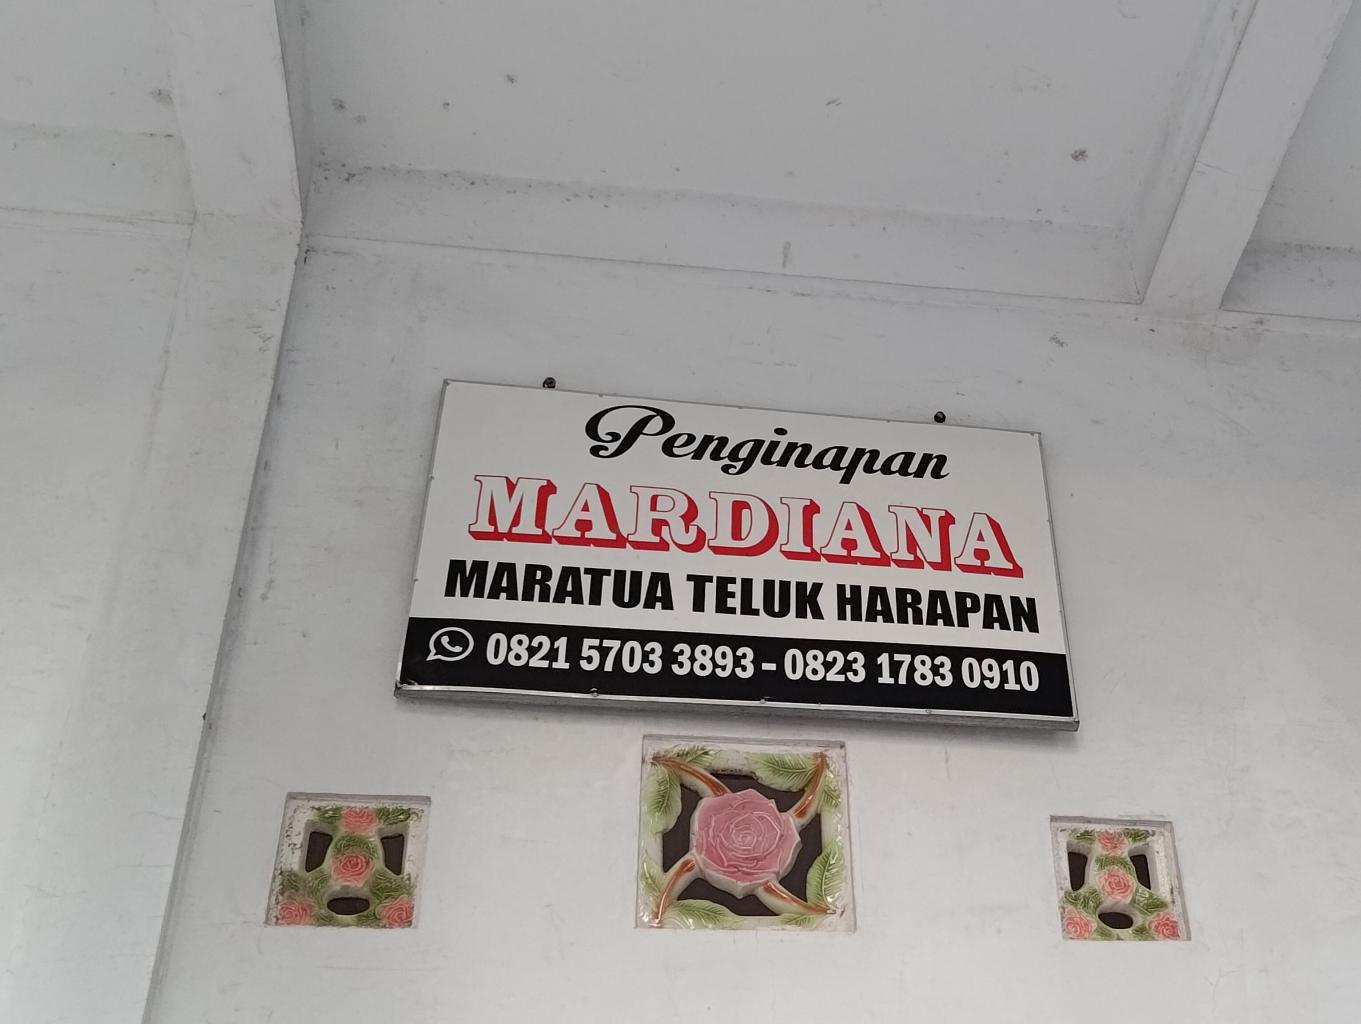 Penginapan
MARDIANA
MARATUA TELUK HARAPAN
0821 5703 3893 - 0823 1783 0910